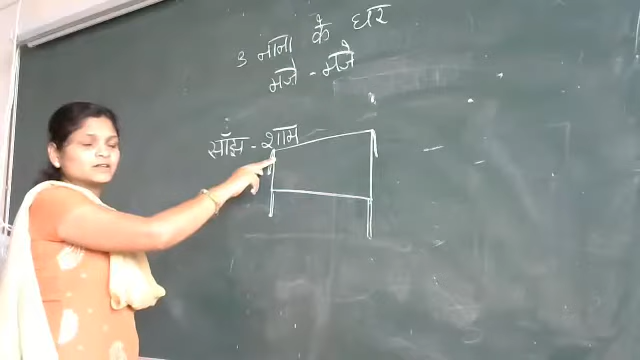 3 नाना के घर
मजे - मजे
साँझ - शाम